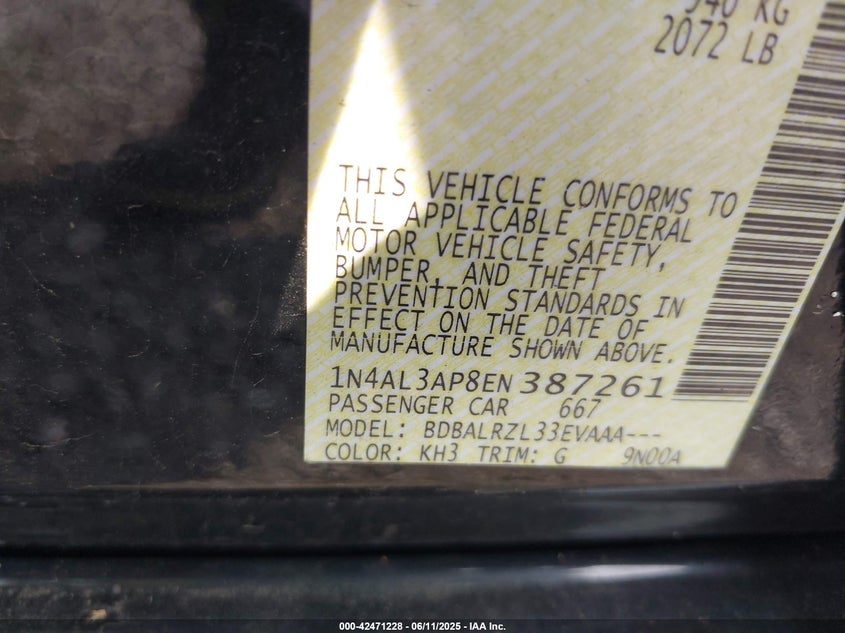 940 KG
2072 LB
THIS VEHICLE CONFORMS TO
ALL APPLICABLE FEDERAL
MOTOR VEHICLE SAFETY,
BUMPER, AND THEFT
PREVENTION STANDARDS IN
EFFECT ON THE DATE OF
MANUFACTURE SHOWN ABOVE.
1N4AL3AP8EN387261
PASSENGER CAR 667
MODEL: BDBALRZL33EVAAA---
COLOR: KH3 TRIM: G 9N00A
000-42471228 - 06/11/2025 - IAA Inc.